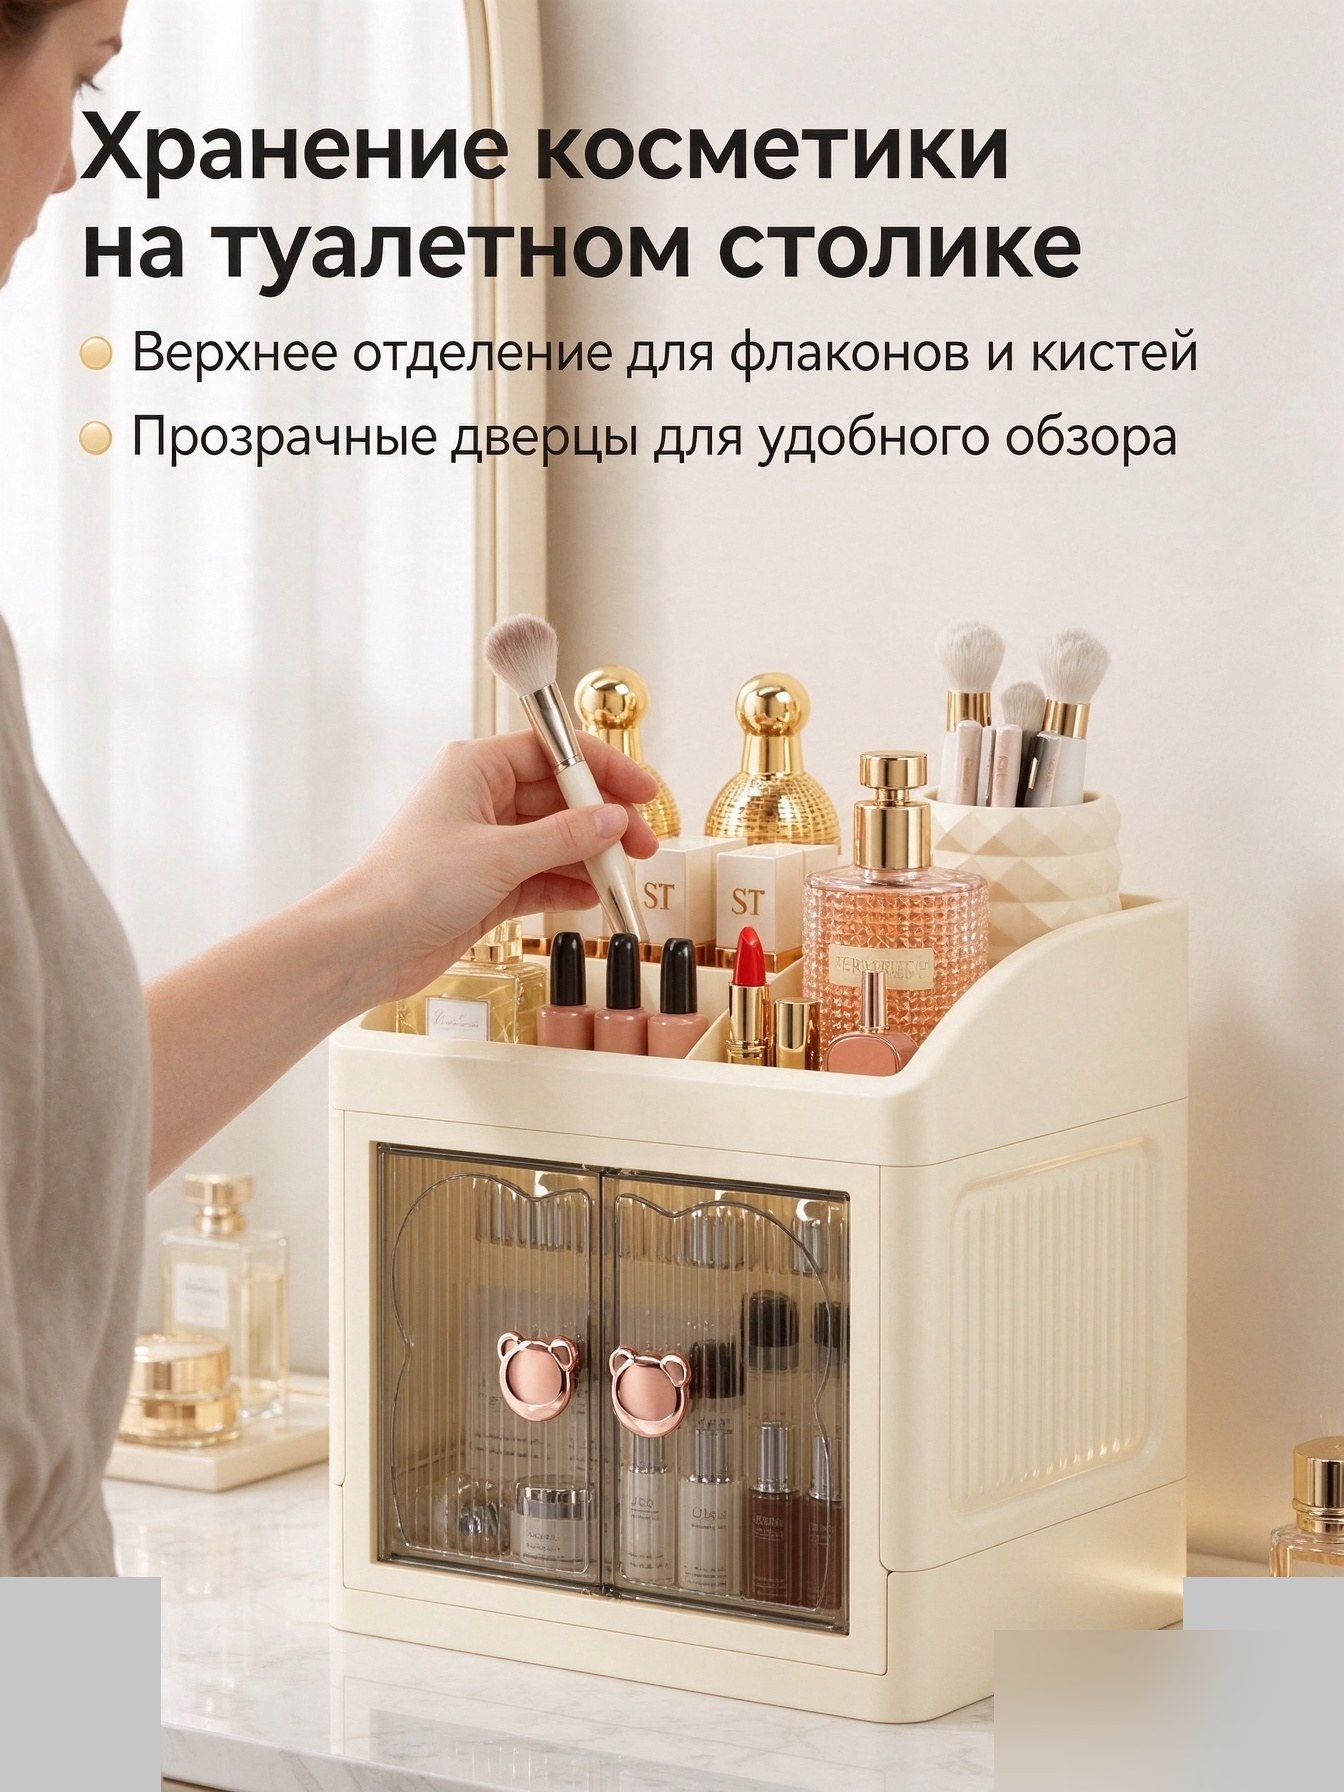 Хранение косметики
на туалетном столике
Верхнее отделение для флаконов и кистей
Прозрачные дверцы для удобного обзора
ST
ST